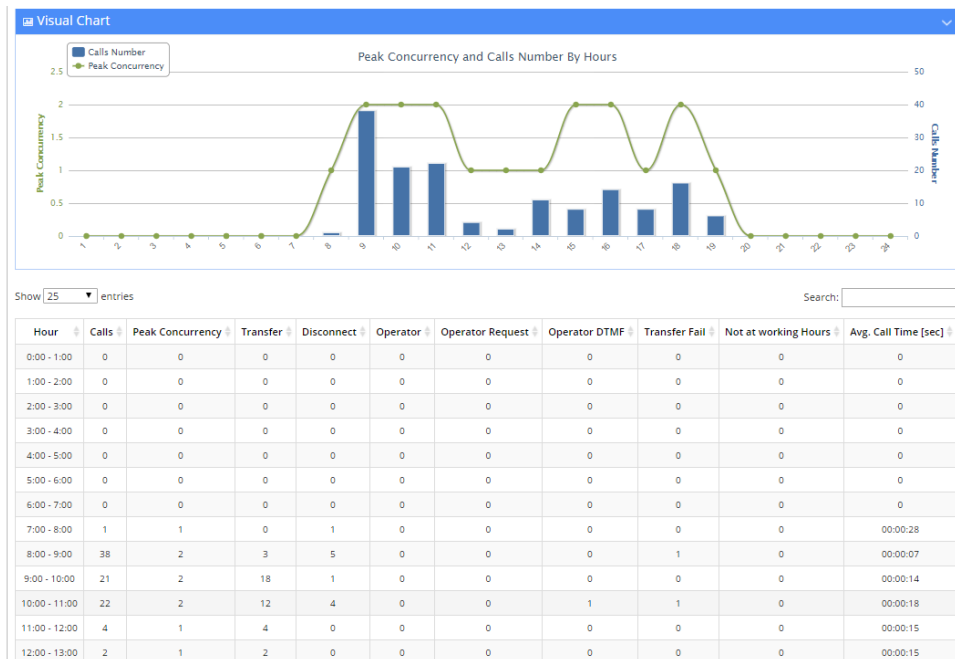 Visual Chart
Calls Number
Peak Concurrency
Peak Concurrency and Calls Number By Hours
2.5
2
1.5
1
0.5
0
Peak Concurrency
50
40
30
20
10
0
Calls Number
1 2 3 4 5 6 7 8 9 10 11 12 13 14 15 16 17 18 19 20 21 22 23 24
Show 25 entries
Search:
Hour Calls Peak Concurrency Transfer Disconnect Operator Operator Request Operator DTMF Transfer Fail Not at working Hours Avg. Call Time [sec]
0:00 - 1:00 0 0 0 0 0 0 0 0 0 0
1:00 - 2:00 0 0 0 0 0 0 0 0 0 0
2:00 - 3:00 0 0 0 0 0 0 0 0 0 0
3:00 - 4:00 0 0 0 0 0 0 0 0 0 0
4:00 - 5:00 0 0 0 0 0 0 0 0 0 0
5:00 - 6:00 0 0 0 0 0 0 0 0 0 0
6:00 - 7:00 0 0 0 0 0 0 0 0 0 0
7:00 - 8:00 1 1 0 1 0 0 0 0 0 00:00:28
8:00 - 9:00 38 2 3 5 0 0 0 1 0 00:00:07
9:00 - 10:00 21 2 18 1 0 0 0 0 0 00:00:14
10:00 - 11:00 22 2 12 4 0 0 1 1 0 00:00:18
11:00 - 12:00 4 1 4 0 0 0 0 0 0 00:00:15
12:00 - 13:00 2 1 2 0 0 0 0 0 0 00:00:15